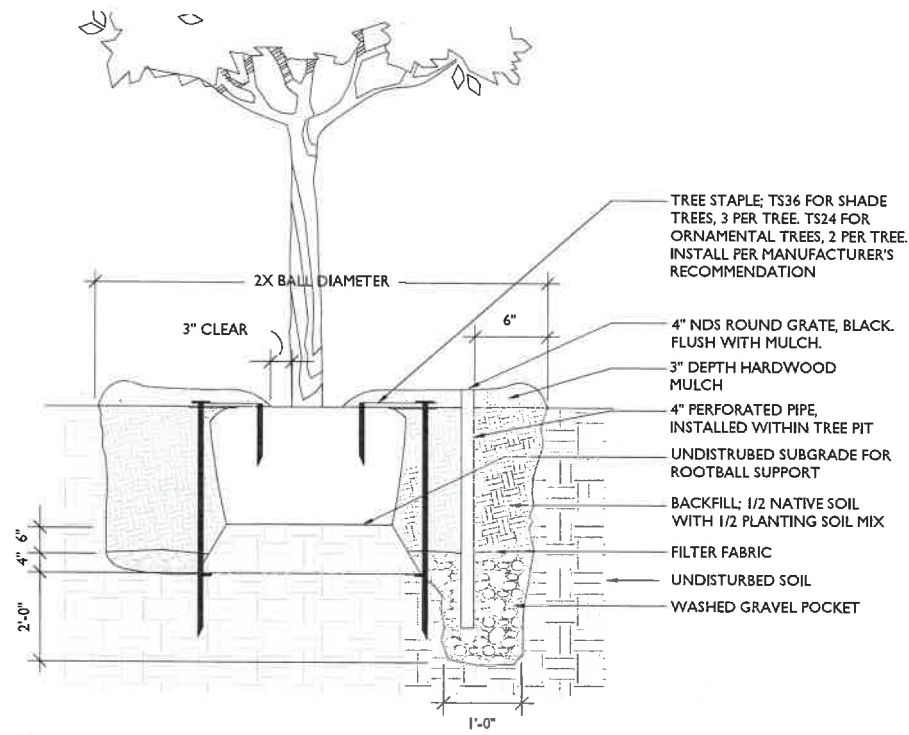 TREE STAPLE; TS36 FOR SHADE
TREES, 3 PER TREE. TS24 FOR
ORNAMENTAL TREES, 2 PER TREE.
INSTALL PER MANUFACTURER'S
RECOMMENDATION
2X BALL DIAMETER
6"
3" CLEAR
4" NDS ROUND GRATE, BLACK.
FLUSH WITH MULCH.
3" DEPTH HARDWOOD
MULCH
4" PERFORATED PIPE,
INSTALLED WITHIN TREE PIT
UNDISTRUBED SUBGRADE FOR
ROOTBALL SUPPORT
BACKFILL; 1/2 NATIVE SOIL
WITH 1/2 PLANTING SOIL MIX
FILTER FABRIC
UNDISTURBED SOIL
WASHED GRAVEL POCKET
6"
4"
2'-0"
1'-0"